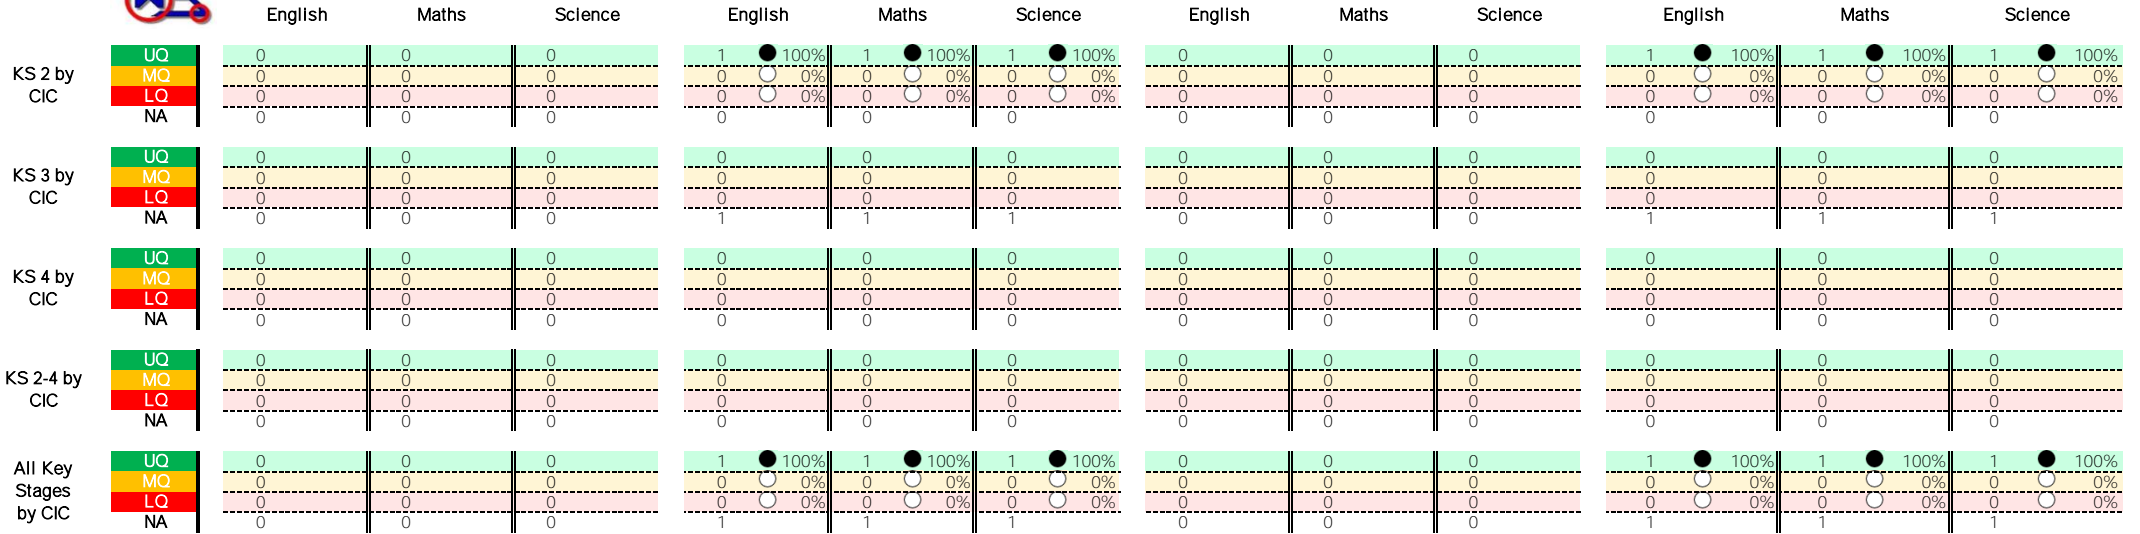 English Maths Science English Maths Science English Maths Science English Maths Science
UQ 0 0 0 1 100% 1 100% 1 100% 0 0 0 1 100% 1 100% 1 100%
KS 2 by MQ 0 0 0 0 0% 0 0% 0 0% 0 0 0 0 0% 0 0% 0 0%
CIC LQ 0 0 0 0 0% 0 0% 0 0% 0 0 0 0 0% 0 0% 0 0%
NA 0 0 0 0 0 0 0 0 0 0 0 0
UQ 0 0 0 0 0 0 0 0 0 0 0 0
KS 3 by MQ 0 0 0 0 0 0 0 0 0 0 0 0
CIC LQ 0 0 0 0 0 0 0 0 0 0 0 0
NA 0 0 0 1 1 1 0 0 0 1 1 1
UQ 0 0 0 0 0 0 0 0 0 0 0 0
KS 4 by MQ 0 0 0 0 0 0 0 0 0 0 0 0
CIC LQ 0 0 0 0 0 0 0 0 0 0 0 0
NA 0 0 0 0 0 0 0 0 0 0 0 0
UQ 0 0 0 0 0 0 0 0 0 0 0 0
KS 2-4 by MQ 0 0 0 0 0 0 0 0 0 0 0 0
CIC LQ 0 0 0 0 0 0 0 0 0 0 0 0
NA 0 0 0 0 0 0 0 0 0 0 0 0
All Key UQ 0 0 0 1 100% 1 100% 1 100% 0 0 0 1 100% 1 100% 1 100%
Stages MQ 0 0 0 0 0% 0 0% 0 0% 0 0 0 0 0% 0 0% 0 0%
by CIC LQ 0 0 0 0 0% 0 0% 0 0% 0 0 0 0 0% 0 0% 0 0%
NA 0 0 0 1 1 1 0 0 0 1 1 1